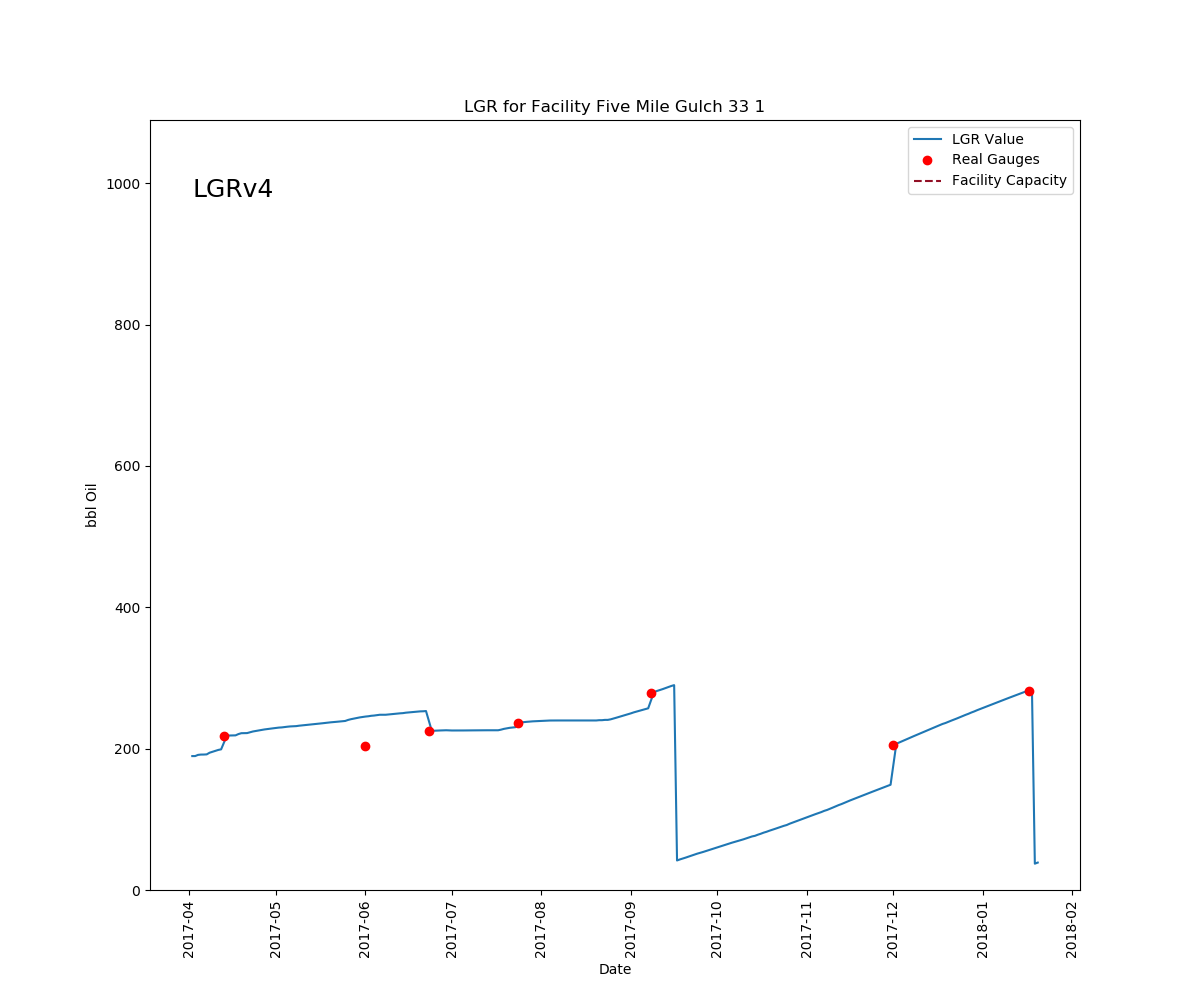 LGR for Facility Five Mile Gulch 33 1
LGRv4
LGR Value
Real Gauges
Facility Capacity
bbl Oil
1000
800
600
400
200
0
2017-04
2017-05
2017-06
2017-07
2017-08
2017-09
2017-10
2017-11
2017-12
2018-01
2018-02
Date